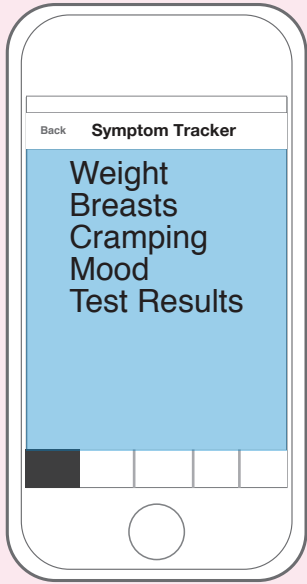 Back Symptom Tracker
Weight
Breasts
Cramping
Mood
Test Results